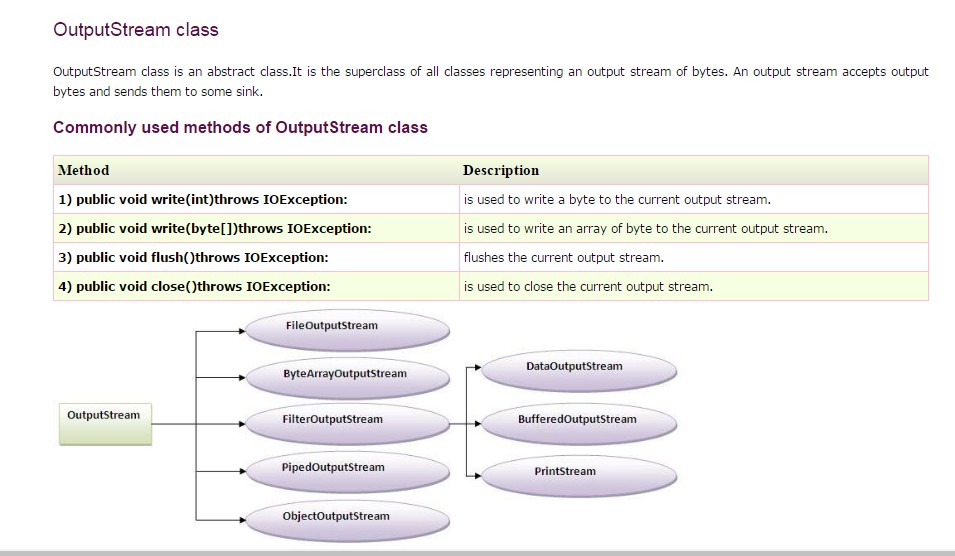 OutputStream class
OutputStream class is an abstract class.It is the superclass of all classes representing an output stream of bytes. An output stream accepts output
bytes and sends them to some sink.
Commonly used methods of OutputStream class
Method Description
1) public void write(int)throws IOException: is used to write a byte to the current output stream.
2) public void write(byte[])throws IOException: is used to write an array of byte to the current output stream.
3) public void flush()throws IOException: flushes the current output stream.
4) public void close()throws IOException: is used to close the current output stream.
FileOutputStream
ByteArrayOutputStream
DataOutputStream
OutputStream
FilterOutputStream
BufferedOutputStream
PipedOutputStream
PrintStream
ObjectOutputStream